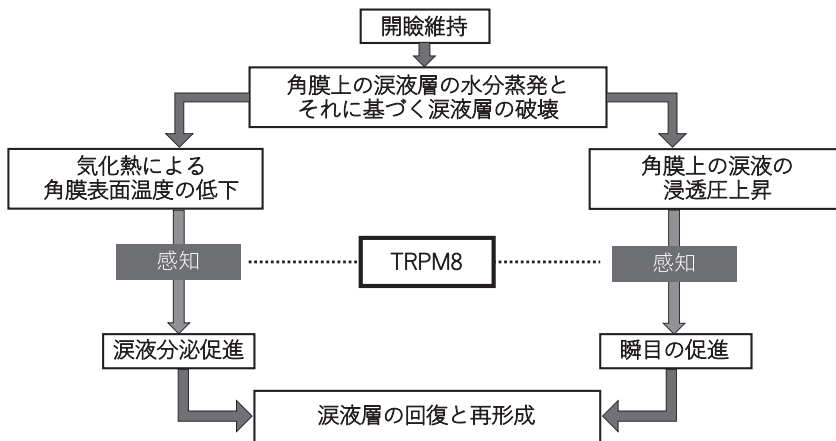 開瞼維持
角膜上の涙液層の水分蒸発と
それに基づく涙液層の破壊
気化熱による
角膜表面温度の低下
角膜上の涙液の
浸透圧上昇
感知
TRPM8
感知
涙液分泌促進
瞬目の促進
涙液層の回復と再形成